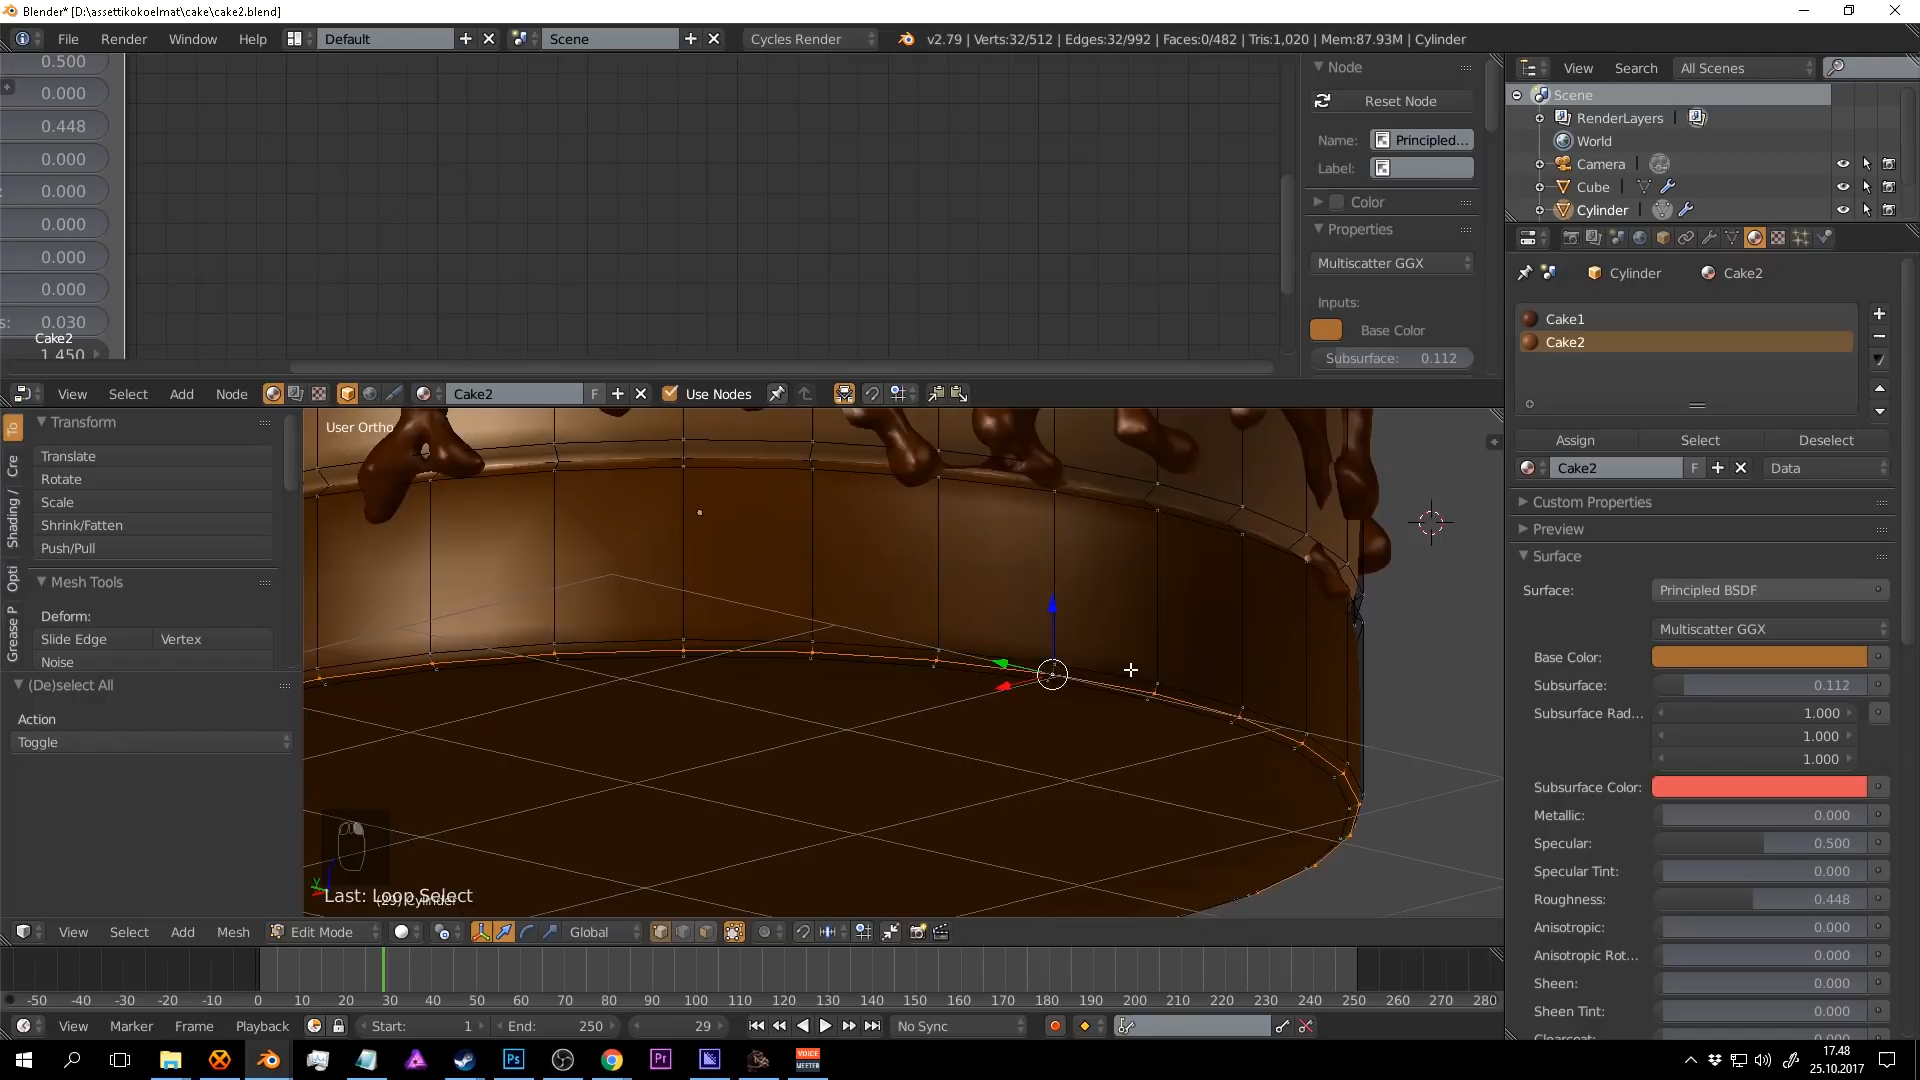 Blender* [D:\assettikokoelmat\cake\cake2.blend]
File Render Window Help Default Scene Cycles Render v2.79 | Verts:32/512 | Edges:32/992 | Faces:0/482 | Tris:1,020 | Mem:87.93M | Cylinder
0.500
0.000
0.448
0.000
0.000
0.000
0.000
0.000
s: 0.030
Cake2
1.450
Node
Reset Node
Name: Principled...
Label:
Color
Properties
Multiscatter GGX
Inputs:
Base Color
Subsurface: 0.112
View Search All Scenes
Scene
RenderLayers
World
Camera
Cube
Cylinder
View Select Add Node Cake2 F Use Nodes
To
Cre
Shading /
Opti
Grease P
Transform
Translate
Rotate
Scale
Shrink/Fatten
Push/Pull
Mesh Tools
Deform:
Slide Edge Vertex
Noise
(De)select All
Action
Toggle
User Ortho
Last: Loop Select
(29) Cylinder
View Select Add Mesh Edit Mode Global
Cylinder Cake2
Cake1
Cake2
Assign Select Deselect
Cake2 F Data
Custom Properties
Preview
Surface
Surface: Principled BSDF
Multiscatter GGX
Base Color:
Subsurface: 0.112
Subsurface Rad... 1.000
1.000
1.000
Subsurface Color:
Metallic: 0.000
Specular: 0.500
Specular Tint: 0.000
Roughness: 0.448
Anisotropic: 0.000
Anisotropic Rot... 0.000
Sheen: 0.000
Sheen Tint: 0.000
-50 -40 -30 -20 -10 0 10 20 30 40 50 60 70 80 90 100 110 120 130 140 150 160 170 180 190 200 210 220 230 240 250 260 270 280
View Marker Frame Playback Start: 1 End: 250 29 No Sync
Ps Pr VOICE MEETER
17.48
25.10.2017